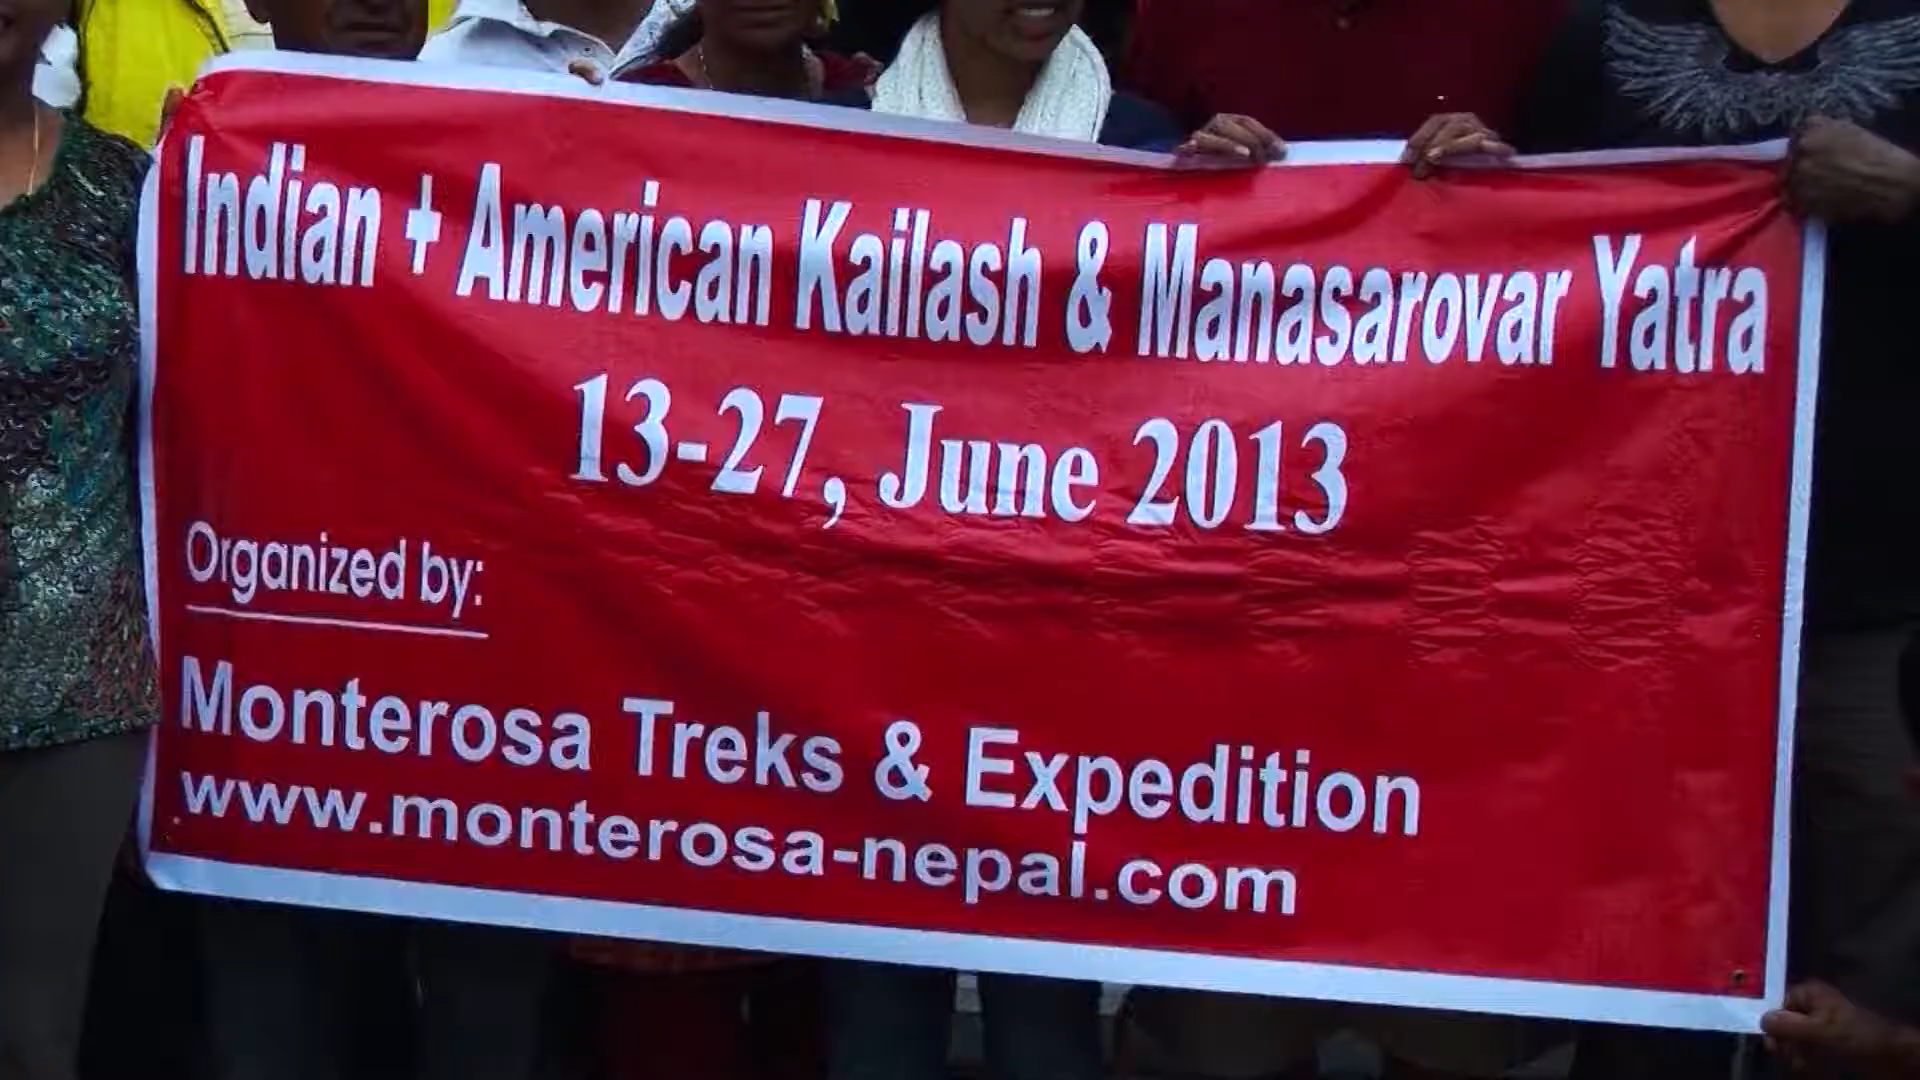 Indian + American Kailash & Manasarovar Yatra
13-27, June 2013
Organized by:
Monterosa Treks & Expedition
www.monterosa-nepal.com